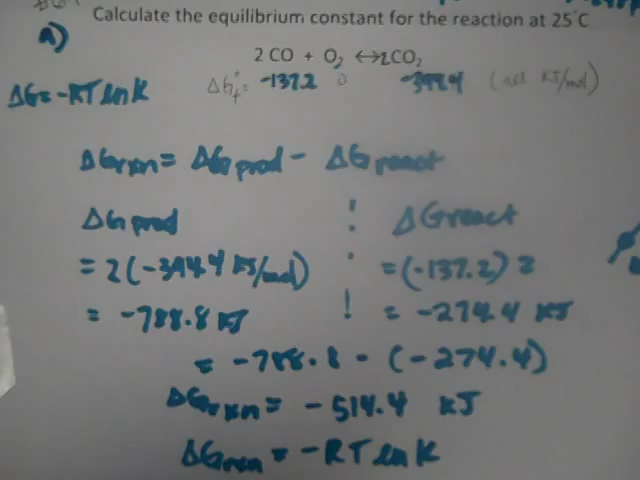 Calculate the equilibrium constant for the reaction at 25°C
a)
2 CO + O₂ ↔ 2CO₂
ΔG=-RTlnK
ΔG°f= -137.2 0 -394.4 (all KJ/mol)
ΔGrxn= ΔGprod - ΔGreact
ΔGprod ΔGreact
= 2(-394.4 KJ/mol) =(-137.2) 2
= -788.8 KJ = -274.4 KJ
= -788.8 - (-274.4)
ΔGrxn= -514.4 KJ
ΔGrxn = -RTlnK